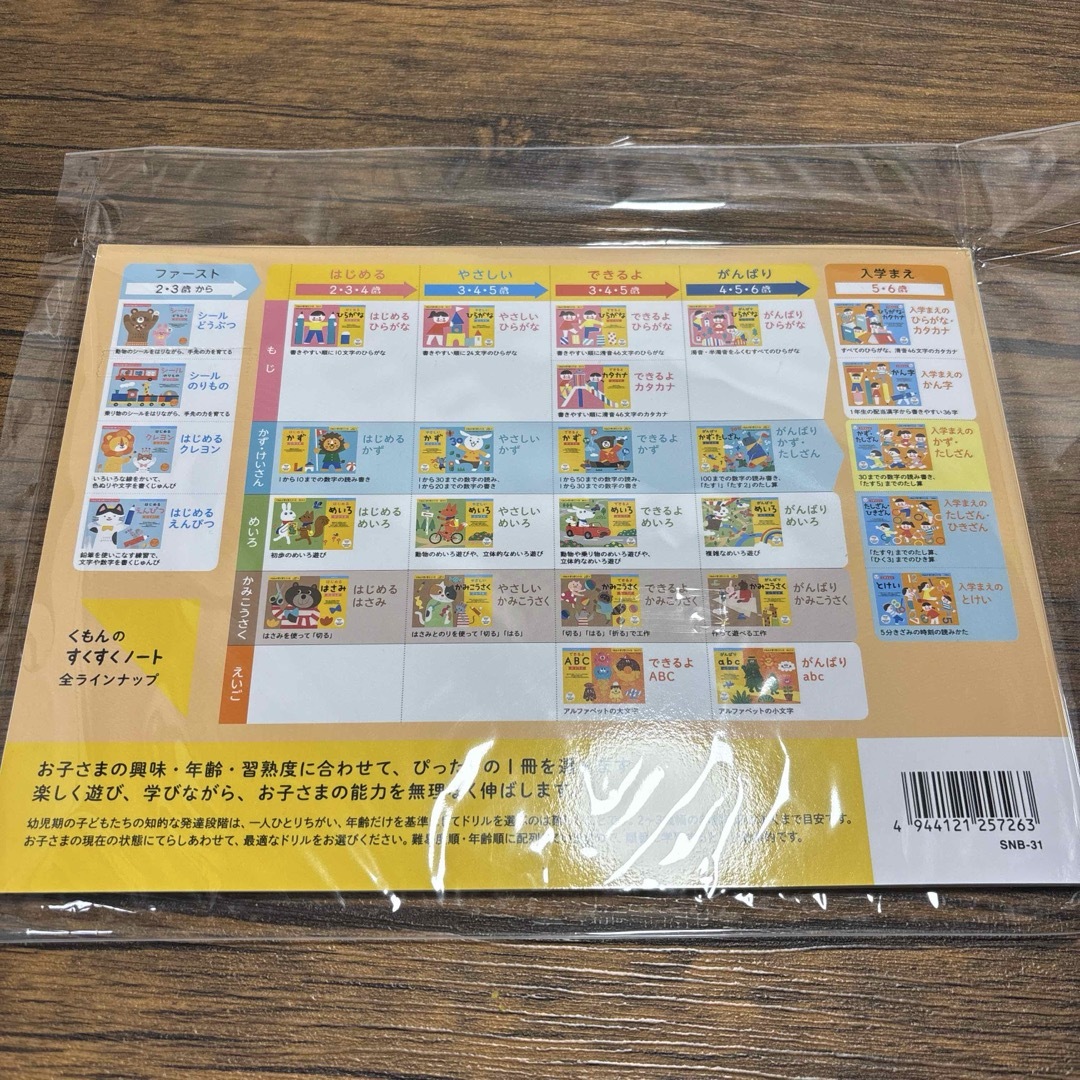 ファースト
2・3歳 から
はじめる
2・3・4歳
やさしい
3・4・5歳
できるよ
3・4・5歳
がんばり
4・5・6歳
入学まえ
5・6歳
シール
どうぶつ
動物のシールをはりながら、手先の力を育てる
シール
のりもの
乗り物のシールをはりながら、手先の力を育てる
はじめる
クレヨン
いろいろな線をかいて、
色ぬりや文字を書くじゅんび
はじめる
えんぴつ
鉛筆を使いこなす練習で、
文字や数字を書くじゅんび
もじ
はじめる
ひらがな
書きやすい順に10文字のひらがな
やさしい
ひらがな
書きやすい順に24文字のひらがな
できるよ
ひらがな
書きやすい順に清音46文字のひらがな
がんばり
ひらがな
濁音・半濁音をふくむすべてのひらがな
できるよ
カタカナ
書きやすい順に清音46文字のカタカナ
かず・けいさん
はじめる
かず
1から10までの数字の読み書き
やさしい
かず
1から30までの数字の読み、
1から20までの数字の書き
できるよ
かず
1から50までの数字の読み、
1から30までの数字の書き
がんばり
かず・
たしざん
100までの数字の読み書き、
「たす1」「たす2」のたし算
めいろ
はじめる
めいろ
初歩のめいろ遊び
やさしい
めいろ
動物のめいろ遊びや、立体的なめいろ遊び
できるよ
めいろ
動物や乗り物のめいろ遊びや、
立体的なめいろ遊び
がんばり
めいろ
複雑なめいろ遊び
かみこうさく
はじめる
はさみ
はさみを使って「切る」
やさしい
かみこうさく
はさみとのりを使って「切る」「はる」
できるよ
かみこうさく
「切る」「はる」「折る」で工作
がんばり
かみこうさく
作って遊べる工作
えいご
できるよ
ABC
アルファベットの大文字
がんばり
abc
アルファベットの小文字
入学まえの
ひらがな・
カタカナ
すべてのひらがな、清音46文字のカタカナ
入学まえの
かん字
1年生の配当漢字から書きやすい36字
入学まえの
かず・
たしざん
30までの数字の読み書き、
「たす5」までのたし算
入学まえの
たしざん・
ひきざん
「たす9」までのたし算、
「ひく3」までのひき算
入学まえの
とけい
5分きざみの時刻の読みかた
くもんの
すくすくノート
全ラインナップ
お子さまの興味・年齢・習熟度に合わせて、ぴった の1冊を
楽しく遊び、学びながら、お子さまの能力を無理 く伸ばします
幼児期の子どもたちの知的な発達段階は、一人ひとりちがい、年齢だけを基準 てドリルを選ぶのは まで目安です。
お子さまの現在の状態にてらしあわせて、最適なドリルをお選びください。難易度順・年齢順に配列 です。
4 944121 257263
SNB-31